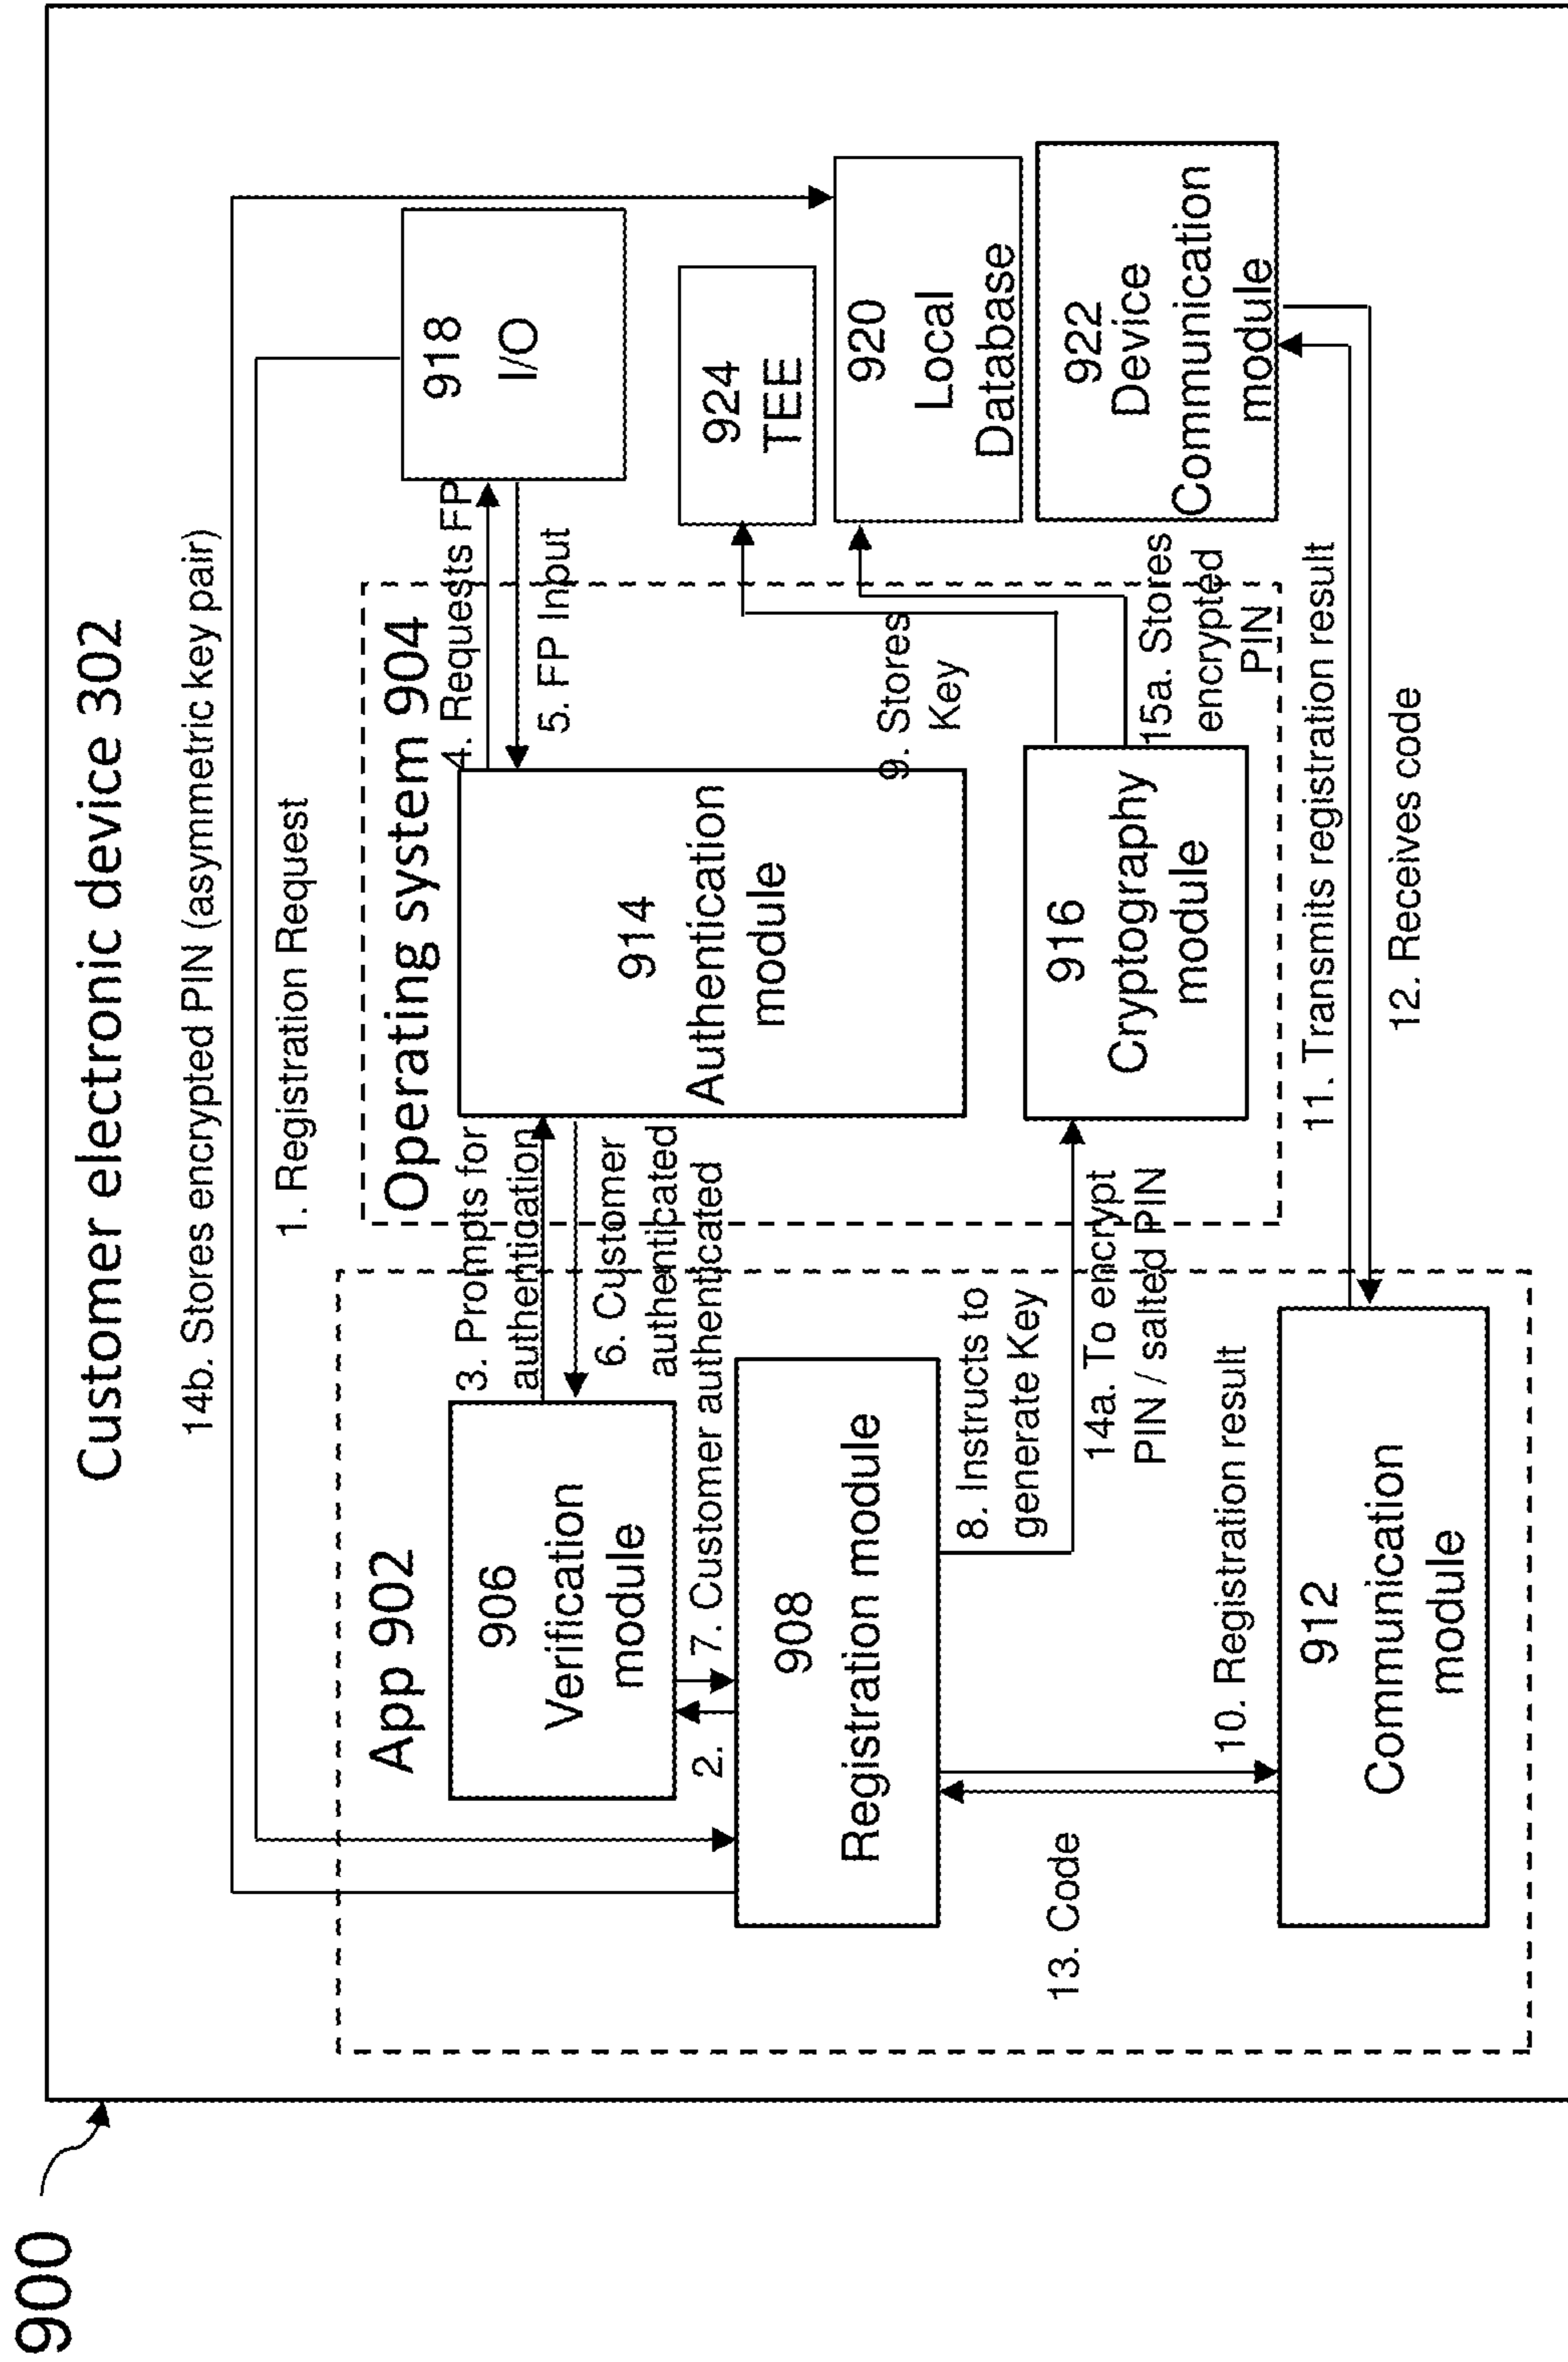 900
Customer electronic device 302
14b. Stores encrypted PIN (asymmetric key pair)
1. Registration Request
App 902
906
Verification
module
3. Prompts for
authentication
6. Customer
authenticated
2.
7. Customer authenticated
908
Registration module
8. Instructs to
generate Key
14a. To encrypt
PIN / salted PIN
13. Code
10. Registration result
912
Communication
module
Operating system 904
914
Authentication
module
4. Requests FP
5. FP Input
9. Stores
Key
916
Cryptography
module
15a. Stores
encrypted
PIN
11. Transmits registration result
12. Receives code
918
I/O
924
TEE
920
Local
Database
922
Device
Communication
module